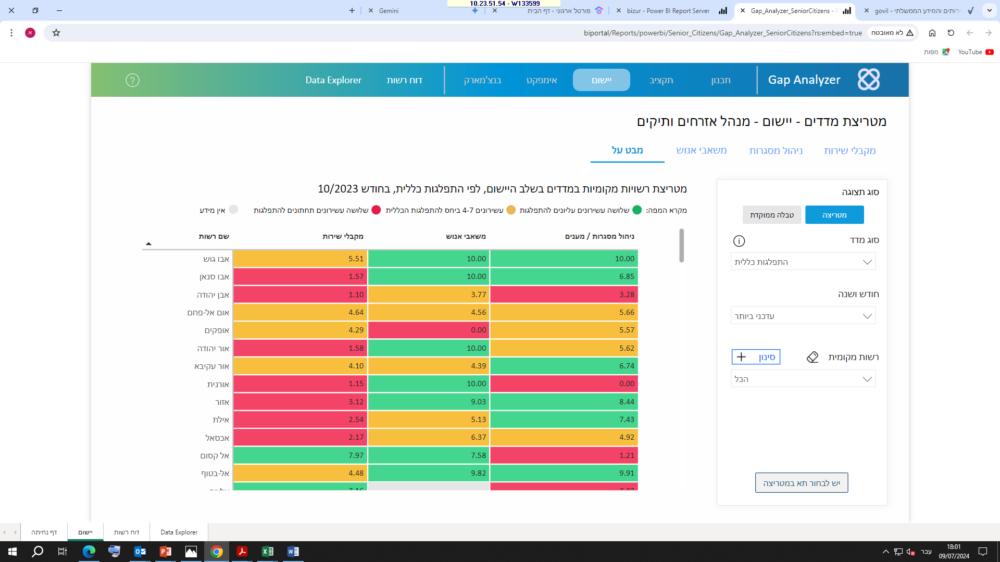 10.23.51.54 - W133599
Gemini
פורטל ארגוני - דף הבית
bizur - Power BI Report Server
Gap_Analyzer_SeniorCitizens -
govil - ירותים והמידע הממשלתי
א
biportal/Reports/powerbi/Senior_Citizens/Gap_Analyzer_SeniorCitizens?rs:embed=true
לא מאובטח
YouTube
מפות
Gap Analyzer
תכנון
תקציב
יישום
אימפקט
בנצ'מארק
דוח רשות
Data Explorer
?
מטריצת מדדים - יישום - מנהל אזרחים ותיקים
מקבלי שירות
ניהול מסגרות
משאבי אנוש
מבט על
סוג תצוגה
מטריצה
טבלה ממוקדת
סוג מדד
התפלגות כללית
חודש ושנה
עדכני ביותר
רשות מקומית
סינון +
הכל
יש לבחור תא במטריצה
מטריצת רשויות מקומיות במדדים בשלב היישום, לפי התפלגות כללית, בחודש 10/2023
מקרא המפה: שלושה עשירונים עליונים להתפלגות עשירונים 4-7 ביחס להתפלגות הכללית שלושה עשירונים תחתונים להתפלגות אין מידע
ניהול מסגרות / מענים משאבי אנוש מקבלי שירות שם רשות
10.00 10.00 5.51 אבו גוש
6.85 10.00 1.57 אבו סנאן
3.28 3.77 1.10 אבן יהודה
5.66 4.56 4.64 אום אל-פחם
5.57 0.00 4.29 אופקים
5.62 10.00 1.58 אור יהודה
6.74 4.39 4.10 אור עקיבא
0.00 10.00 1.15 אורנית
8.44 9.03 3.12 אזור
7.43 5.13 2.54 אילת
4.92 6.37 2.17 אכסאל
1.21 7.58 7.97 אל קסום
9.91 9.82 4.48 אל-בטוף
דף נחיתה
יישום
דוח רשות
Data Explorer
עבר
18:01
09/07/2024